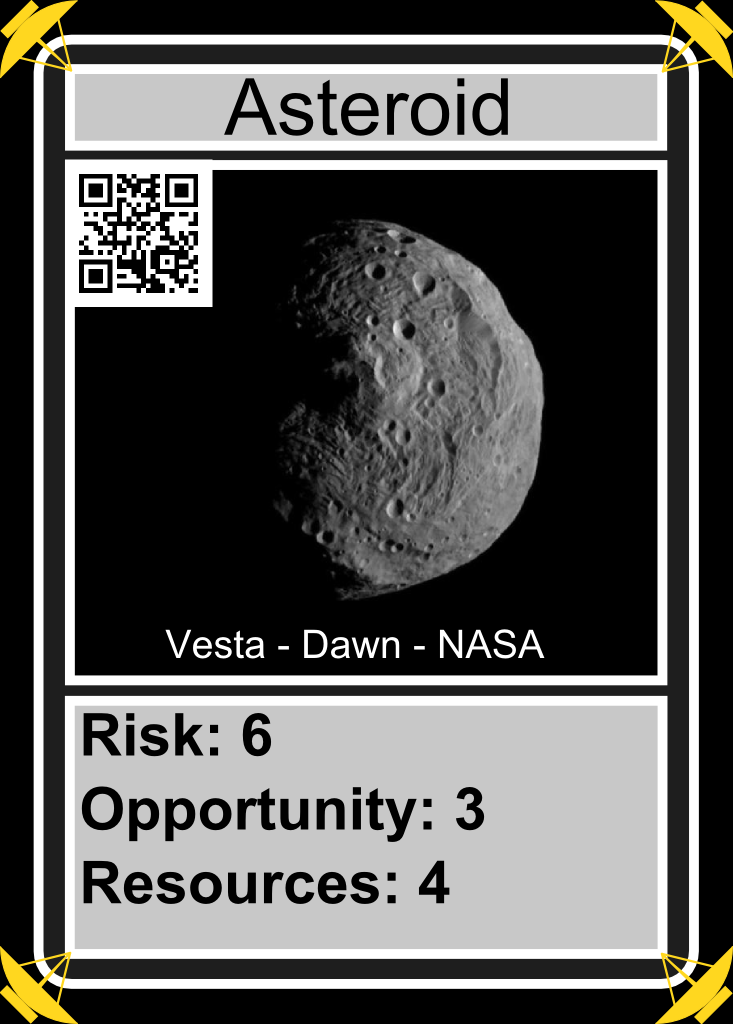 Asteroid
Vesta - Dawn - NASA
Risk: 6
Opportunity: 3
Resources: 4